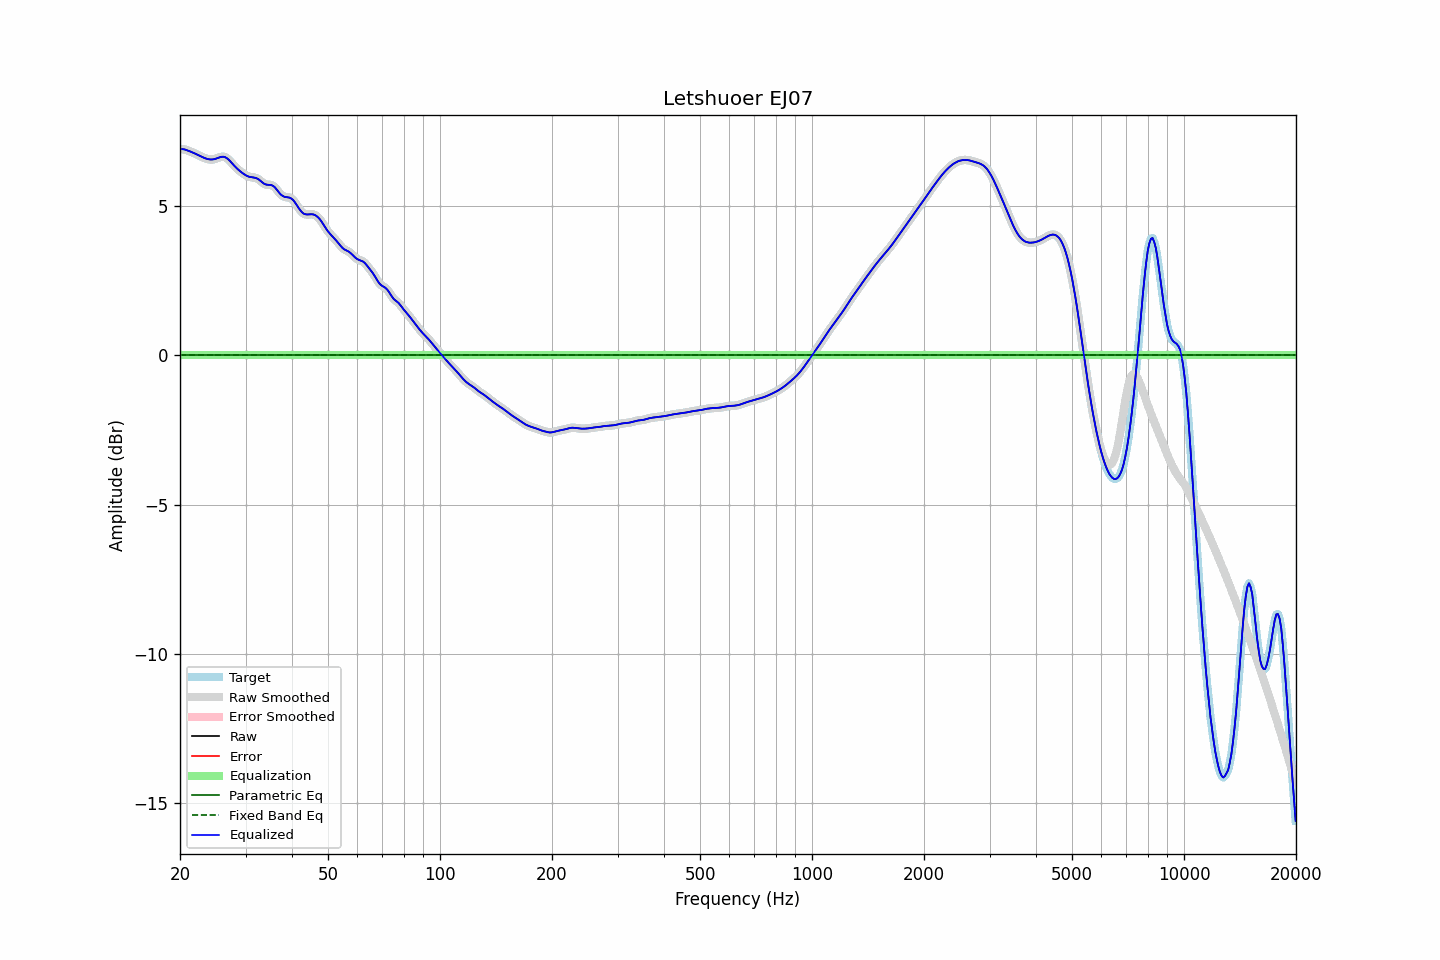 Letshuoer EJ07
Amplitude (dBr)
5
0
−5
−10
−15
Target
Raw Smoothed
Error Smoothed
Raw
Error
Equalization
Parametric Eq
Fixed Band Eq
Equalized
20 50 100 200 500 1000 2000 5000 10000 20000
Frequency (Hz)